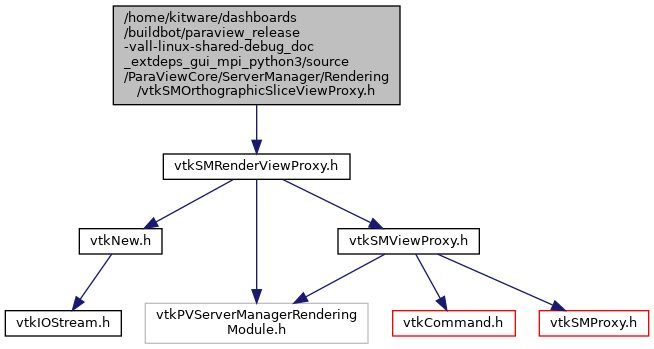 /home/kitware/dashboards
/buildbot/paraview_release
-vall-linux-shared-debug_doc
_extdeps_gui_mpi_python3/source
/ParaViewCore/ServerManager/Rendering
/vtkSMOrthographicSliceViewProxy.h
vtkSMRenderViewProxy.h
vtkNew.h
vtkSMViewProxy.h
vtkIOStream.h
vtkPVServerManagerRendering
Module.h
vtkCommand.h
vtkSMProxy.h